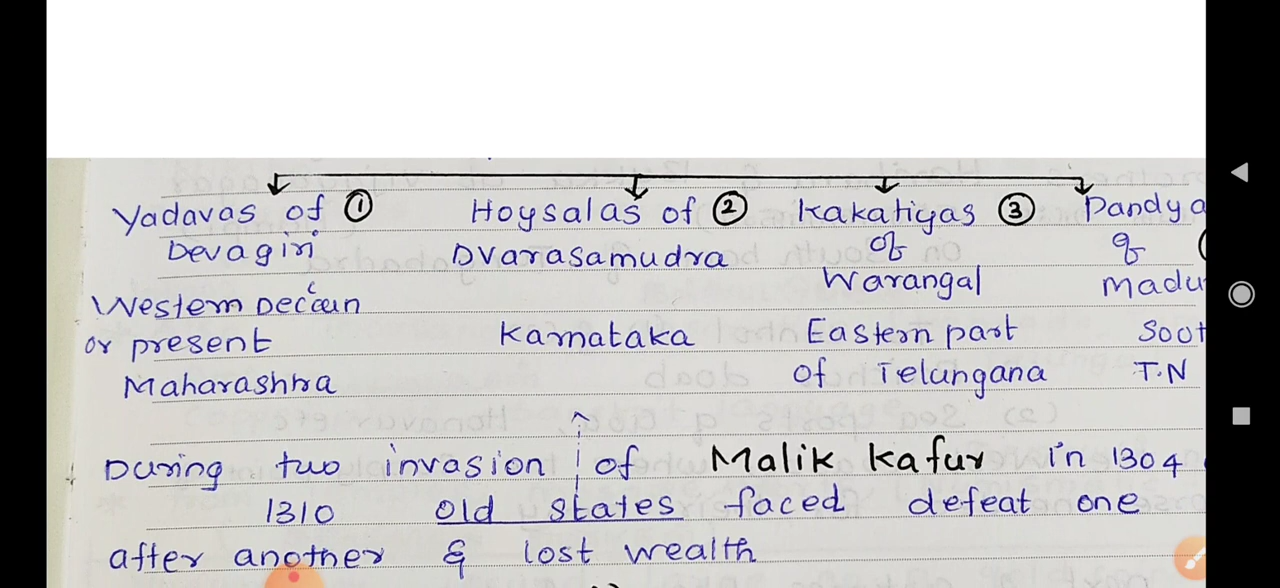 Yadavas of ① Hoysalas of ② Kakatiyas ③ Pandya
Devagiri Dvarasamudra of of
Warangal Madu
Western Deccan
or present Karnataka Eastern part Sout
Maharashtra of Telangana T.N
During two invasion of Malik Kafur in 1304
1310 old states faced defeat one
after another & lost wealth